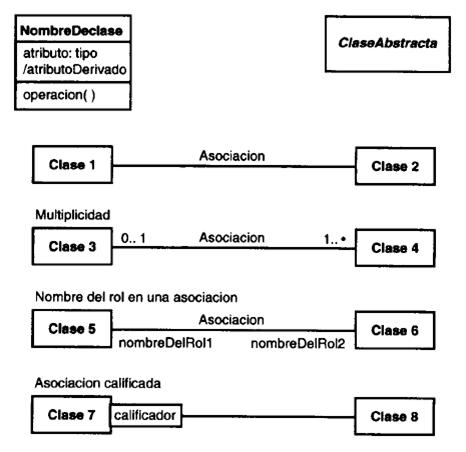 NombreDeclase
atributo: tipo
/atributoDerivado
operacion( )
ClaseAbstracta
Clase 1
Asociacion
Clase 2
Multiplicidad
Clase 3
0.. 1
Asociacion
1.. *
Clase 4
Nombre del rol en una asociacion
Clase 5
Asociacion
nombreDelRol1
nombreDelRol2
Clase 6
Asociacion calificada
Clase 7
calificador
Clase 8